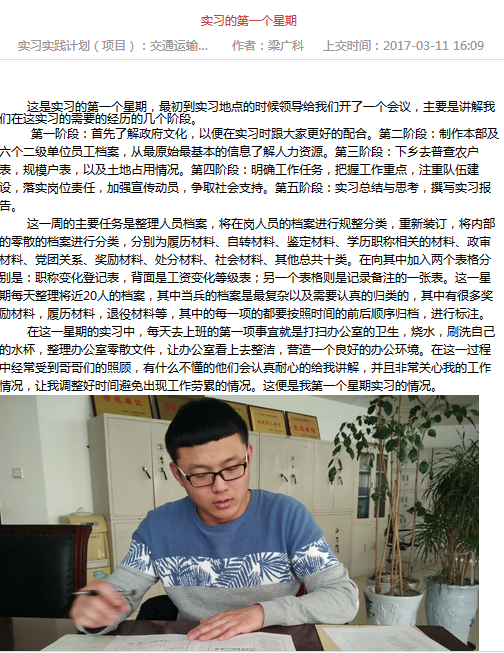 实习的第一个星期
实习实践计划（项目）：交通运输... 作者：梁广科 上交时间：2017-03-11 16:09
这是实习的第一个星期，最初到实习地点的时候领导给我们开了一个会议，主要是讲解我
们在这实习的需要的经历的几个阶段。
第一阶段：首先了解政府文化，以便在实习时跟大家更好的配合。第二阶段：制作本部及
六个二级单位员工档案，从最原始最基本的信息了解人力资源。第三阶段：下乡去普查农户
表，规模户表，以及土地占用情况。第四阶段：明确工作任务，把握工作重点，注重队伍建
设，落实岗位责任，加强宣传动员，争取社会支持。第五阶段：实习总结与思考，撰写实习报
告。
这一周的主要任务是整理人员档案，将在岗人员的档案进行规整分类，重新装订，将内部
的零散的档案进行分类，分别为履历材料、自转材料、鉴定材料、学历职称相关的材料、政审
材料、党团关系、奖励材料、处分材料、社会材料、其他总共十类。在向其中加入两个表格分
别是：职称变化登记表，背面是工资变化等级表；另一个表格则是记录备注的一张表。这一星
期每天整理将近20人的档案，其中当兵的档案是最复杂以及需要认真的归类的，其中有很多奖
励材料，履历材料，退役材料等，其中的每一项的都要按照时间的前后顺序归档，进行标注。
在这一星期的实习中，每天去上班的第一项事宜就是打扫办公室的卫生，烧水，刷洗自己
的水杯，整理办公室零散文件，让办公室看上去整洁，营造一个良好的办公环境。在这一过程
中经常受到哥哥们的照顾，有什么不懂的他们会认真而心的给我讲解，并且非常关心我的工作
情况，让我调整好时间避免出现工作劳累的情况。这便是我第一个星期实习的情况。